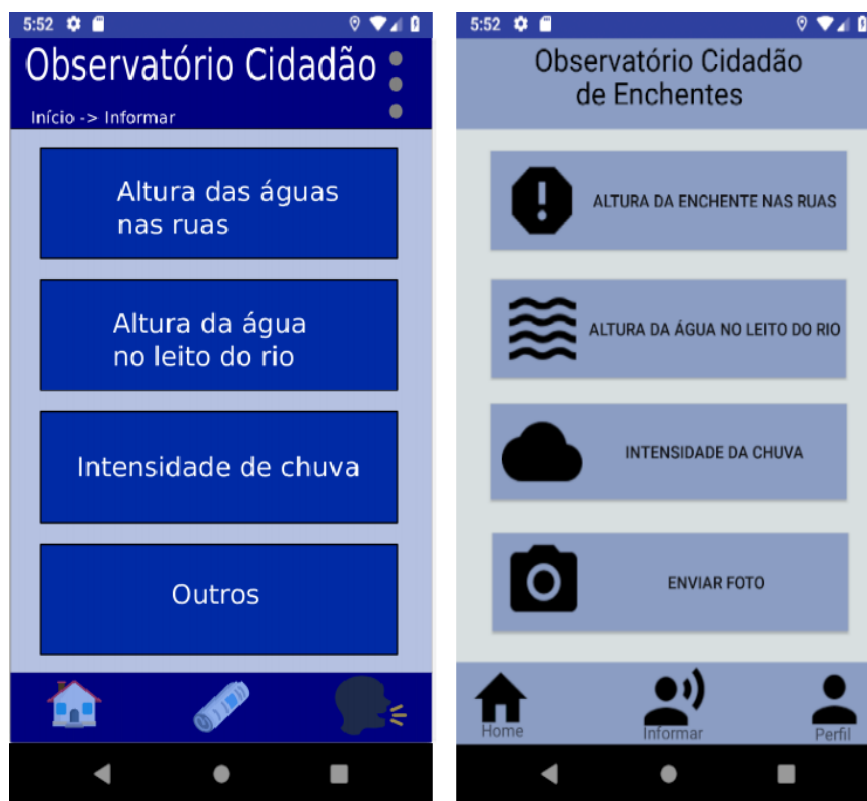 5:52
Observatório Cidadão
Início -> Informar
Altura das águas
nas ruas
Altura da água
no leito do rio
Intensidade de chuva
Outros
5:52
Observatório Cidadão
de Enchentes
ALTURA DA ENCHENTE NAS RUAS
ALTURA DA ÁGUA NO LEITO DO RIO
INTENSIDADE DA CHUVA
ENVIAR FOTO
Home Informar Perfil